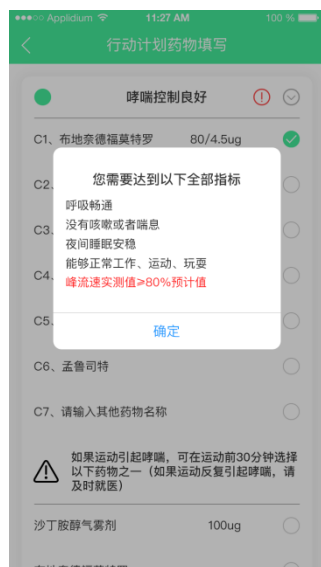 Applidium 11:27 AM 100 %
行动计划药物填写
哮喘控制良好
C1、布地奈德福莫特罗 80/4.5ug
C2
您需要达到以下全部指标
呼吸畅通
C3
没有咳嗽或者喘息
夜间睡眠安稳
能够正常工作、运动、玩耍
C4
峰流速实测值≥80%预计值
C5
确定
C6、孟鲁司特
C7、请输入其他药物名称
如果运动引起哮喘，可在运动前30分钟选择
以下药物之一（如果运动反复引起哮喘，请
及时就医）
沙丁胺醇气雾剂 100ug